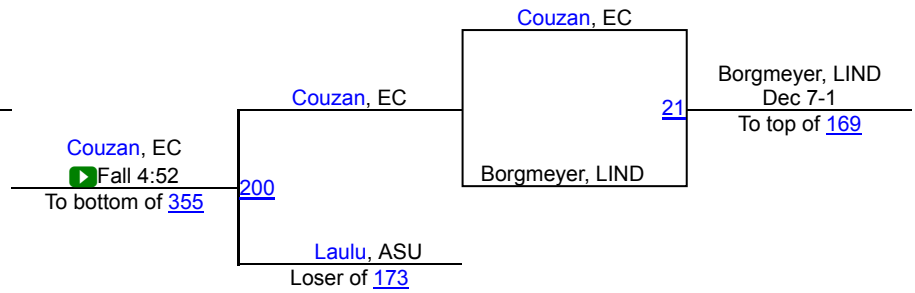 Couzan, EC
Borgmeyer, LIND
Couzan, EC
21
Dec 7-1
To top of 169
Couzan, EC
Fall 4:52
200
Borgmeyer, LIND
To bottom of 355
Laulu, ASU
Loser of 173